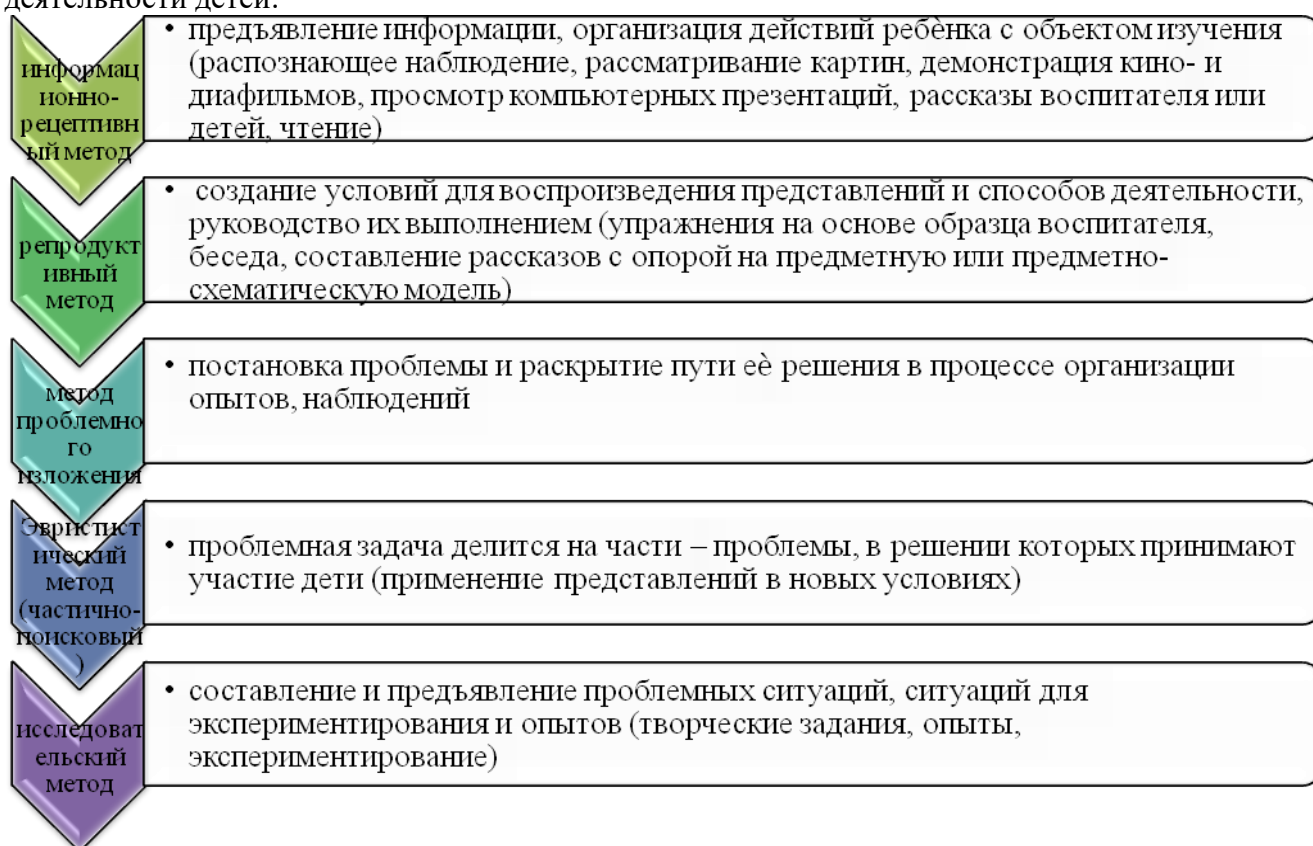 деятельности детей:
информац
ионно-
рецептивн
ый метод
• предъявление информации, организация действий ребѐнка с объектом изучения
(распознающее наблюдение, рассматривание картин, демонстрация кино- и
диафильмов, просмотр компьютерных презентаций, рассказы воспитателя или
детей, чтение)
репродукт
ивный
метод
• создание условий для воспроизведения представлений и способов деятельности,
руководство их выполнением (упражнения на основе образца воспитателя,
беседа, составление рассказов с опорой на предметную или предметно-
схематическую модель)
метод
проблемно
го
изложения
• постановка проблемы и раскрытие пути еѐ решения в процессе организации
опытов, наблюдений
Эвристист
ический
метод
(частично-
поисковый
)
• проблемная задача делится на части – проблемы, в решении которых принимают
участие дети (применение представлений в новых условиях)
исследоват
ельский
метод
• составление и предъявление проблемных ситуаций, ситуаций для
экспериментирования и опытов (творческие задания, опыты,
экспериментирование)